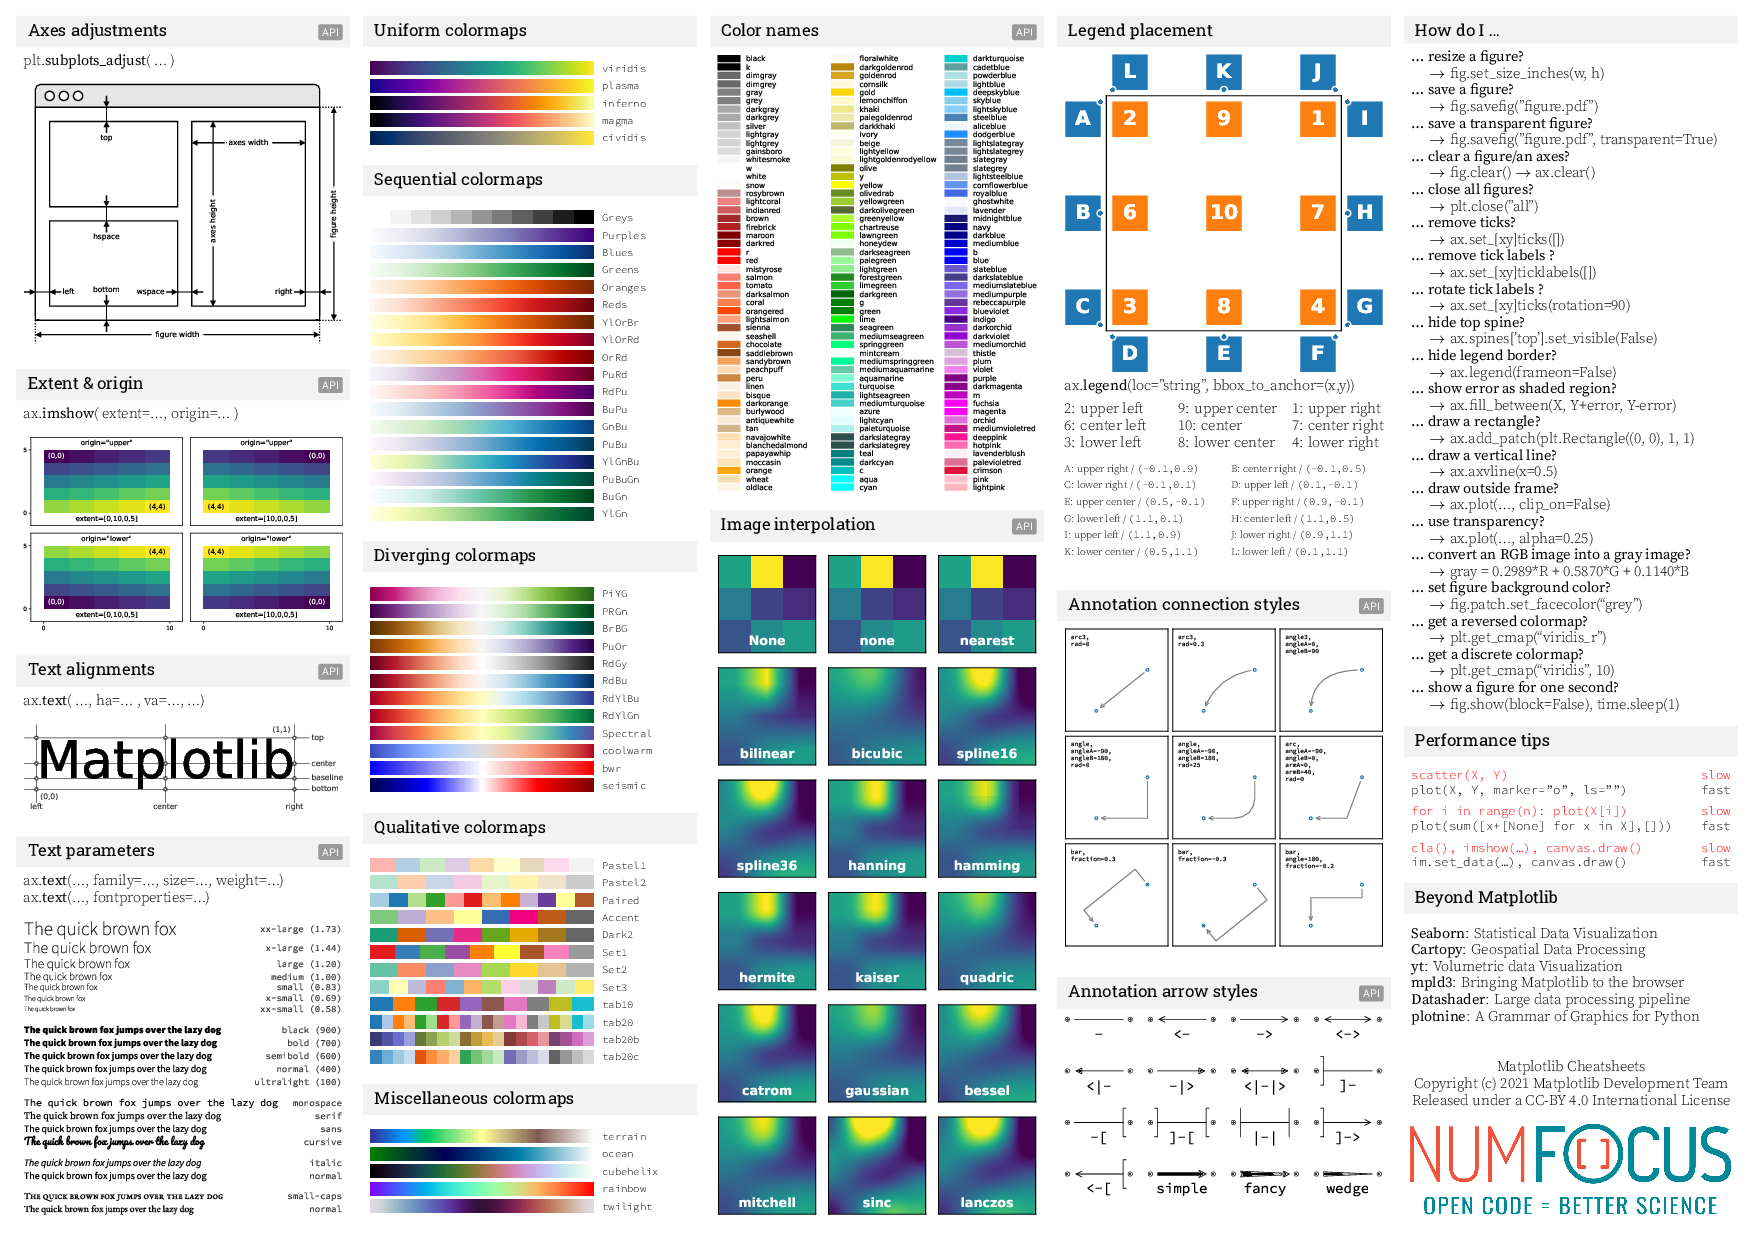 Axes adjustments
API
plt.subplots_adjust( … )
top
axes width
axes height
figure height
hspace
left
bottom
wspace
right
figure width
Extent & origin
API
ax.imshow( extent=…, origin=… )
origin="upper"
origin="upper"
5
(0,0)
(0,0)
(4,4)
(4,4)
0
extent=[0,10,0,5]
extent=[10,0,0,5]
origin="lower"
origin="lower"
5
(4,4)
(4,4)
(0,0)
(0,0)
0
extent=[0,10,0,5]
extent=[10,0,0,5]
0
10
0
10
Text alignments
API
ax.text( …, ha=… , va=…, …)
Matplotlib
(1,1)
top
center
baseline
bottom
(0,0)
left
center
right
Text parameters
API
ax.text(…, family=…, size=…, weight=…)
ax.text(…, fontproperties=…)
The quick brown fox xx-large (1.73)
The quick brown fox x-large (1.44)
The quick brown fox large (1.20)
The quick brown fox medium (1.00)
The quick brown fox small (0.83)
The quick brown fox x-small (0.69)
The quick brown fox xx-small (0.58)
The quick brown fox jumps over the lazy dog black (900)
The quick brown fox jumps over the lazy dog bold (700)
The quick brown fox jumps over the lazy dog semibold (600)
The quick brown fox jumps over the lazy dog normal (400)
The quick brown fox jumps over the lazy dog ultralight (100)
The quick brown fox jumps over the lazy dog monospace
The quick brown fox jumps over the lazy dog serif
The quick brown fox jumps over the lazy dog sans
The quick brown fox jumps over the lazy dog cursive
The quick brown fox jumps over the lazy dog italic
The quick brown fox jumps over the lazy dog normal
The quick brown fox jumps over the lazy dog small-caps
The quick brown fox jumps over the lazy dog normal
Uniform colormaps
viridis
plasma
inferno
magma
cividis
Sequential colormaps
Greys
Purples
Blues
Greens
Oranges
Reds
YlOrBr
YlOrRd
OrRd
PuRd
RdPu
BuPu
GnBu
PuBu
YlGnBu
PuBuGn
BuGn
YlGn
Diverging colormaps
PiYG
PRGn
BrBG
PuOr
RdGy
RdBu
RdYlBu
RdYlGn
Spectral
coolwarm
bwr
seismic
Qualitative colormaps
Pastel1
Pastel2
Paired
Accent
Dark2
Set1
Set2
Set3
tab10
tab20
tab20b
tab20c
Miscellaneous colormaps
terrain
ocean
cubehelix
rainbow
twilight
Color names
API
black
k
dimgray
dimgrey
gray
grey
darkgray
darkgrey
silver
lightgray
lightgrey
gainsboro
whitesmoke
w
white
snow
rosybrown
lightcoral
indianred
brown
firebrick
maroon
darkred
r
red
mistyrose
salmon
tomato
darksalmon
coral
orangered
lightsalmon
sienna
seashell
chocolate
saddlebrown
sandybrown
peachpuff
peru
linen
bisque
darkorange
burlywood
antiquewhite
tan
navajowhite
blanchedalmond
papayawhip
moccasin
orange
wheat
oldlace
floralwhite
darkgoldenrod
goldenrod
cornsilk
gold
lemonchiffon
khaki
palegoldenrod
darkkhaki
ivory
beige
lightyellow
lightgoldenrodyellow
olive
y
yellow
olivedrab
yellowgreen
darkolivegreen
greenyellow
chartreuse
lawngreen
honeydew
darkseagreen
palegreen
lightgreen
forestgreen
limegreen
darkgreen
g
green
lime
seagreen
mediumseagreen
springgreen
mintcream
mediumspringgreen
mediumaquamarine
aquamarine
turquoise
lightseagreen
mediumturquoise
azure
lightcyan
paleturquoise
darkslategray
darkslategrey
teal
darkcyan
c
aqua
cyan
darkturquoise
cadetblue
powderblue
lightblue
deepskyblue
skyblue
lightskyblue
steelblue
aliceblue
dodgerblue
lightslategray
lightslategrey
slategray
slategrey
lightsteelblue
cornflowerblue
royalblue
ghostwhite
lavender
midnightblue
navy
darkblue
mediumblue
b
blue
slateblue
darkslateblue
mediumslateblue
mediumpurple
rebeccapurple
blueviolet
indigo
darkorchid
darkviolet
mediumorchid
thistle
plum
violet
purple
darkmagenta
m
fuchsia
magenta
orchid
mediumvioletred
deeppink
hotpink
lavenderblush
palevioletred
crimson
pink
lightpink
Image interpolation
API
None
none
nearest
bilinear
bicubic
spline16
spline36
hanning
hamming
hermite
kaiser
quadric
catrom
gaussian
bessel
mitchell
sinc
lanczos
Legend placement
L K J
A 2 9 1 I
B 6 10 7 H
C 3 8 4 G
D E F
ax.legend(loc="string", bbox_to_anchor=(x,y))
2: upper left 9: upper center 1: upper right
6: center left 10: center 7: center right
3: lower left 8: lower center 4: lower right
A: upper right / (-0.1,0.9) B: center right / (-0.1,0.5)
C: lower right / (-0.1,0.1) D: upper left / (0.1,-0.1)
E: upper center / (0.5,-0.1) F: upper right / (0.9,-0.1)
G: lower left / (1.1,0.1) H: center left / (1.1,0.5)
I: upper left / (1.1,0.9) J: lower right / (0.9,1.1)
K: lower center / (0.5,1.1) L: lower left / (0.1,1.1)
Annotation connection styles
API
arc3,
rad=0
arc3,
rad=0.3
angle3,
angleA=0,
angleB=90
angle,
angleA=-90,
angleB=180,
rad=0
angle,
angleA=-90,
angleB=180,
rad=25
arc,
angleA=-90,
angleB=0,
armA=0,
armB=40,
rad=0
bar,
fraction=0.3
bar,
fraction=-0.3
bar,
angle=180,
fraction=-0.2
Annotation arrow styles
API
-
<-
->
<->
<|-
-|>
<|-|>
]-
-[
]-[
|-|
]->
<-[
simple
fancy
wedge
How do I …
… resize a figure?
→ fig.set_size_inches(w, h)
… save a figure?
→ fig.savefig("figure.pdf")
… save a transparent figure?
→ fig.savefig("figure.pdf", transparent=True)
… clear a figure/an axes?
→ fig.clear() → ax.clear()
… close all figures?
→ plt.close("all")
… remove ticks?
→ ax.set_[xy]ticks([])
… remove tick labels ?
→ ax.set_[xy]ticklabels([])
… rotate tick labels ?
→ ax.set_[xy]ticks(rotation=90)
… hide top spine?
→ ax.spines['top'].set_visible(False)
… hide legend border?
→ ax.legend(frameon=False)
… show error as shaded region?
→ ax.fill_between(X, Y+error, Y-error)
… draw a rectangle?
→ ax.add_patch(plt.Rectangle((0, 0), 1, 1)
… draw a vertical line?
→ ax.axvline(x=0.5)
… draw outside frame?
→ ax.plot(…, clip_on=False)
… use transparency?
→ ax.plot(…, alpha=0.25)
… convert an RGB image into a gray image?
→ gray = 0.2989*R + 0.5870*G + 0.1140*B
… set figure background color?
→ fig.patch.set_facecolor("grey")
… get a reversed colormap?
→ plt.get_cmap("viridis_r")
… get a discrete colormap?
→ plt.get_cmap("viridis", 10)
… show a figure for one second?
→ fig.show(block=False), time.sleep(1)
Performance tips
scatter(X, Y) slow
plot(X, Y, marker="o", ls="") fast
for i in range(n): plot(X[i]) slow
plot(sum([x+[None] for x in X],[])) fast
cla(), imshow(…), canvas.draw() slow
im.set_data(…), canvas.draw() fast
Beyond Matplotlib
Seaborn: Statistical Data Visualization
Cartopy: Geospatial Data Processing
yt: Volumetric data Visualization
mpld3: Bringing Matplotlib to the browser
Datashader: Large data processing pipeline
plotnine: A Grammar of Graphics for Python
Matplotlib Cheatsheets
Copyright (c) 2021 Matplotlib Development Team
Released under a CC-BY 4.0 International License
NUMFOCUS
OPEN CODE = BETTER SCIENCE